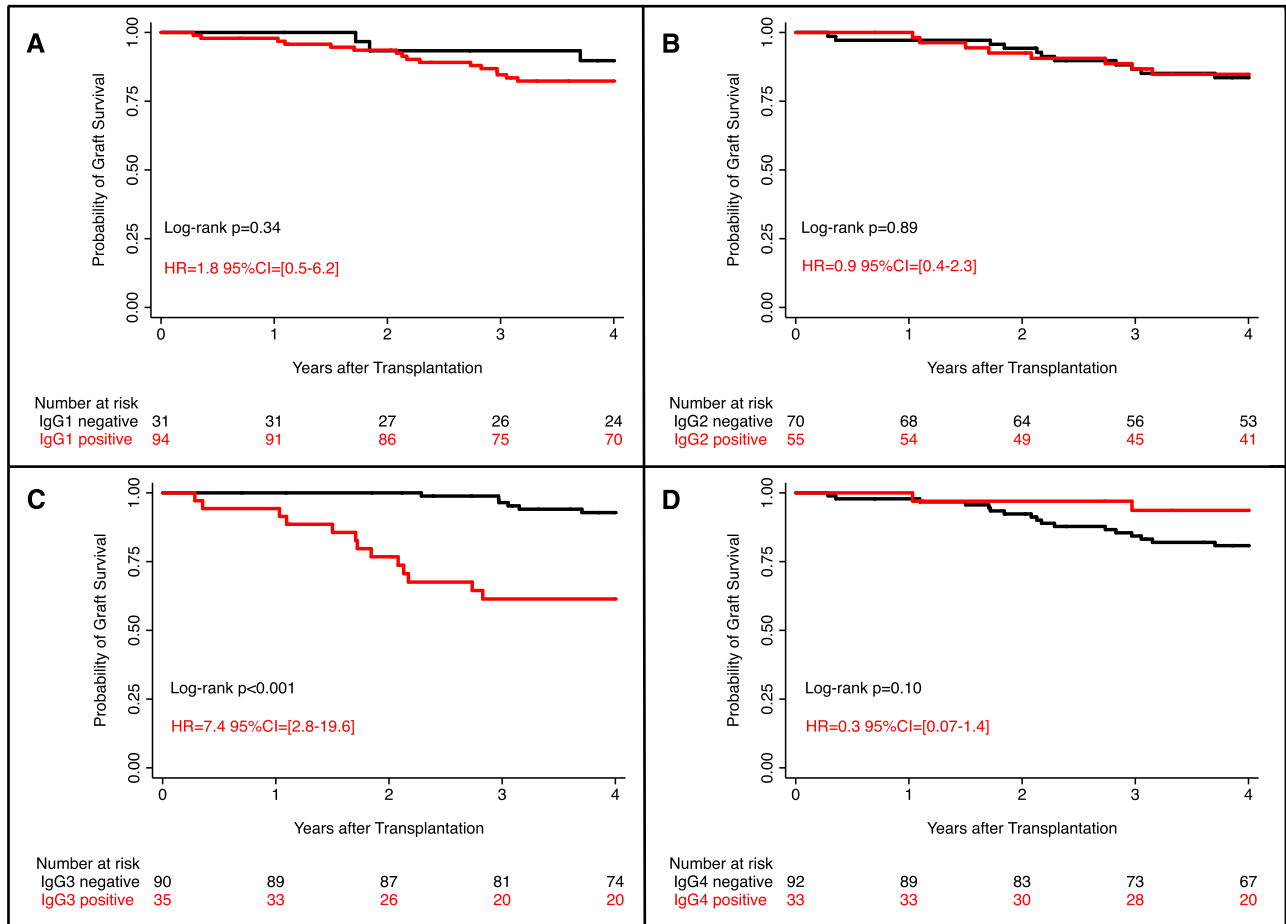 A
Probability of Graft Survival
1.00
0.75
0.50
0.25
0.00
Log-rank p=0.34
HR=1.8 95%CI=[0.5-6.2]
0 1 2 3 4
Years after Transplantation
Number at risk
IgG1 negative 31 31 27 26 24
IgG1 positive 94 91 86 75 70
B
Probability of Graft Survival
1.00
0.75
0.50
0.25
0.00
Log-rank p=0.89
HR=0.9 95%CI=[0.4-2.3]
0 1 2 3 4
Years after Transplantation
Number at risk
IgG2 negative 70 68 64 56 53
IgG2 positive 55 54 49 45 41
C
Probability of Graft Survival
1.00
0.75
0.50
0.25
0.00
Log-rank p<0.001
HR=7.4 95%CI=[2.8-19.6]
0 1 2 3 4
Years after Transplantation
Number at risk
IgG3 negative 90 89 87 81 74
IgG3 positive 35 33 26 20 20
D
Probability of Graft Survival
1.00
0.75
0.50
0.25
0.00
Log-rank p=0.10
HR=0.3 95%CI=[0.07-1.4]
0 1 2 3 4
Years after Transplantation
Number at risk
IgG4 negative 92 89 83 73 67
IgG4 positive 33 33 30 28 20